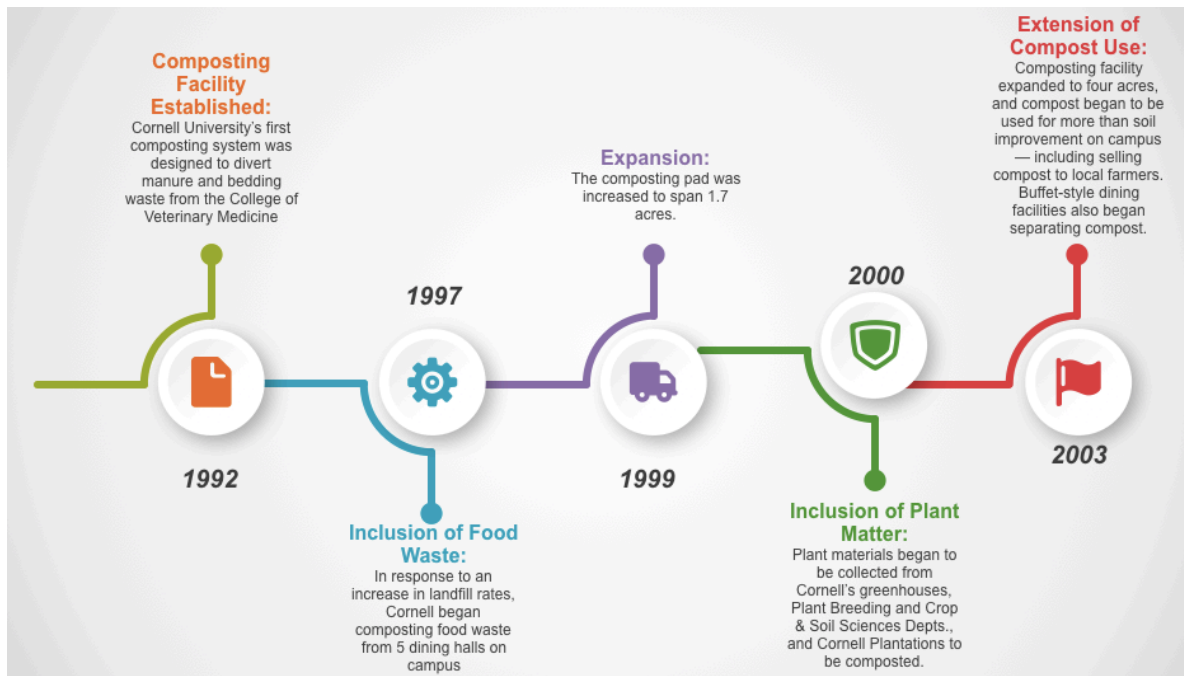 Composting
Facility
Established:
Cornell University's first
composting system was
designed to divert
manure and bedding
waste from the College of
Veterinary Medicine
1992
1997
Inclusion of Food
Waste:
In response to an
increase in landfill rates,
Cornell began
composting food waste
from 5 dining halls on
campus
Expansion:
The composting pad was
increased to span 1.7
acres.
1999
2000
Inclusion of Plant
Matter:
Plant materials began to
be collected from
Cornell's greenhouses,
Plant Breeding and Crop
& Soil Sciences Depts.,
and Cornell Plantations to
be composted.
Extension of
Compost Use:
Composting facility
expanded to four acres,
and compost began to be
used for more than soil
improvement on campus
— including selling
compost to local farmers.
Buffet-style dining
facilities also began
separating compost.
2003